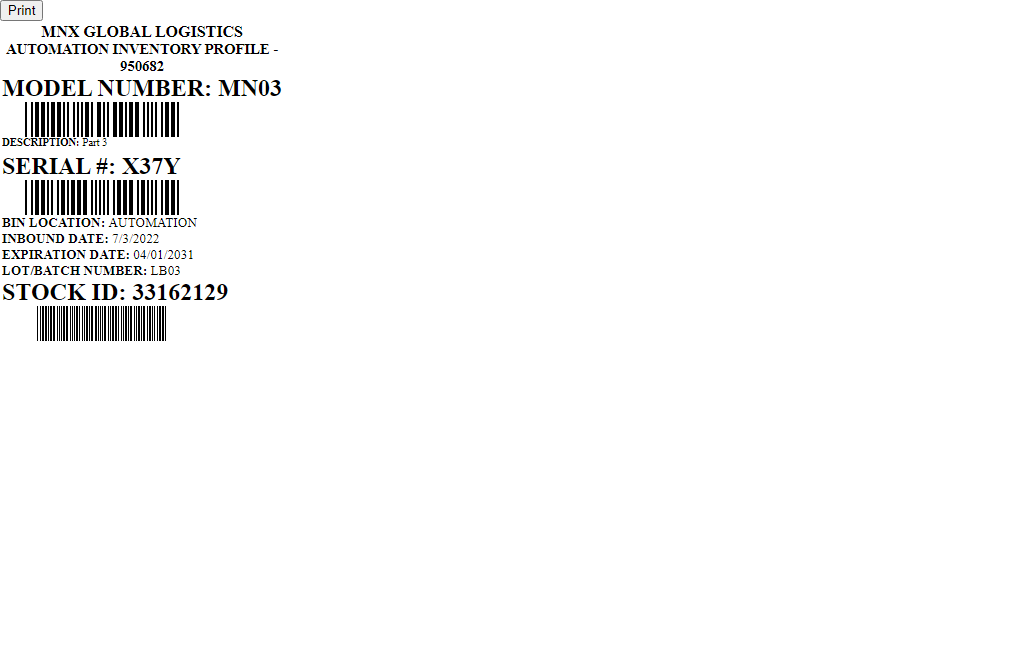 Print
MNX GLOBAL LOGISTICS
AUTOMATION INVENTORY PROFILE -
950682
MODEL NUMBER: MN03
DESCRIPTION: Part 3
SERIAL #: X37Y
BIN LOCATION: AUTOMATION
INBOUND DATE: 7/3/2022
EXPIRATION DATE: 04/01/2031
LOT/BATCH NUMBER: LB03
STOCK ID: 33162129